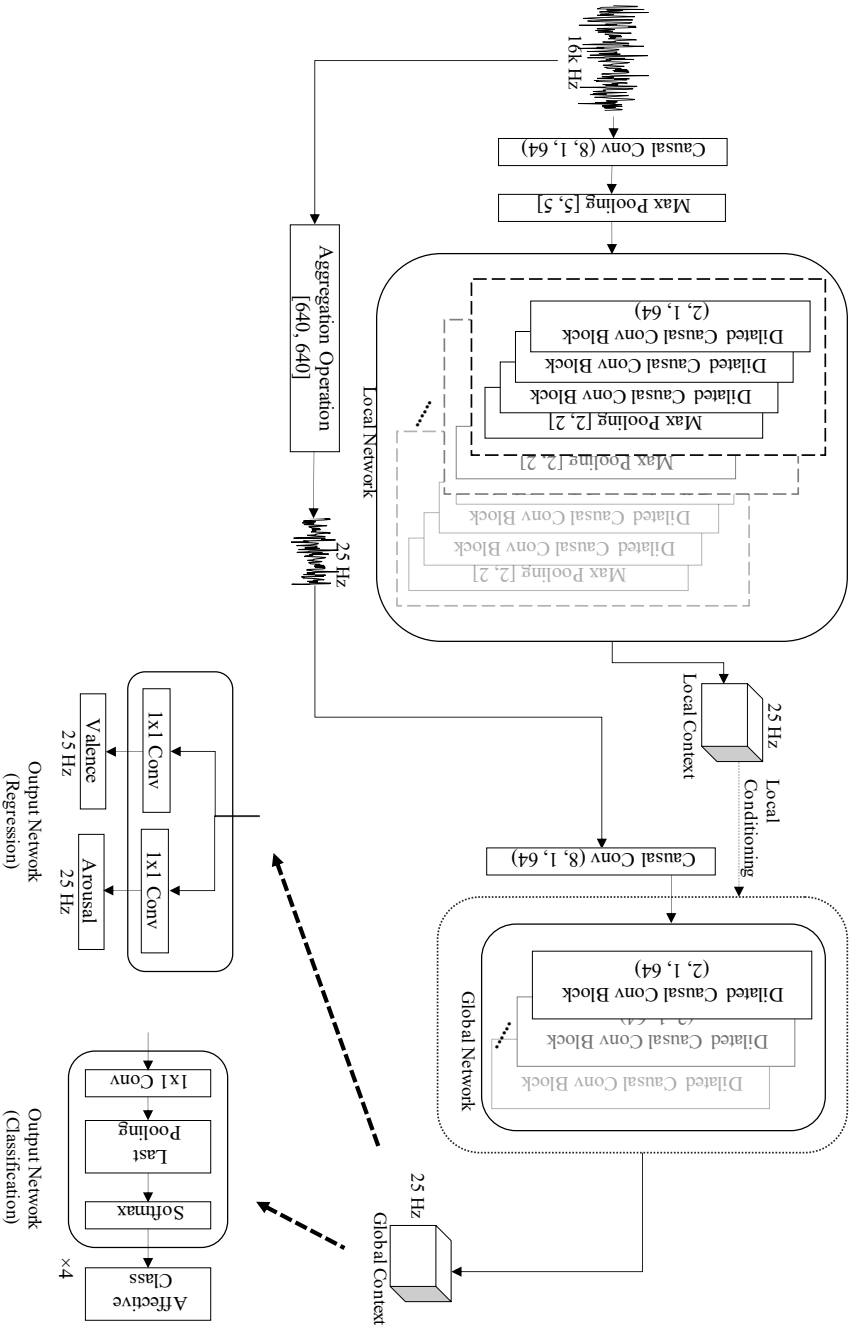 16k Hz
Causal Conv (8, 1, 64)
Max Pooling [5, 5]
Aggregation Operation
[640, 640]
25 Hz
Local Network
Dilated Causal Conv Block
(2, 1, 64)
Dilated Causal Conv Block
Dilated Causal Conv Block
Max Pooling [2, 2]
Max Pooling [2, 2]
Dilated Causal Conv Block
Dilated Causal Conv Block
Max Pooling [2, 2]
25 Hz
Local Context
Local
Conditioning
Causal Conv (8, 1, 64)
Global Network
Dilated Causal Conv Block
(2, 1, 64)
Dilated Causal Conv Block
(2, 1, 64)
Dilated Causal Conv Block
25 Hz
Global Context
1x1 Conv
1x1 Conv
Valence
25 Hz
Arousal
25 Hz
Output Network
(Regression)
1x1 Conv
Last
Pooling
Softmax
Affective
Class
×4
Output Network
(Classification)